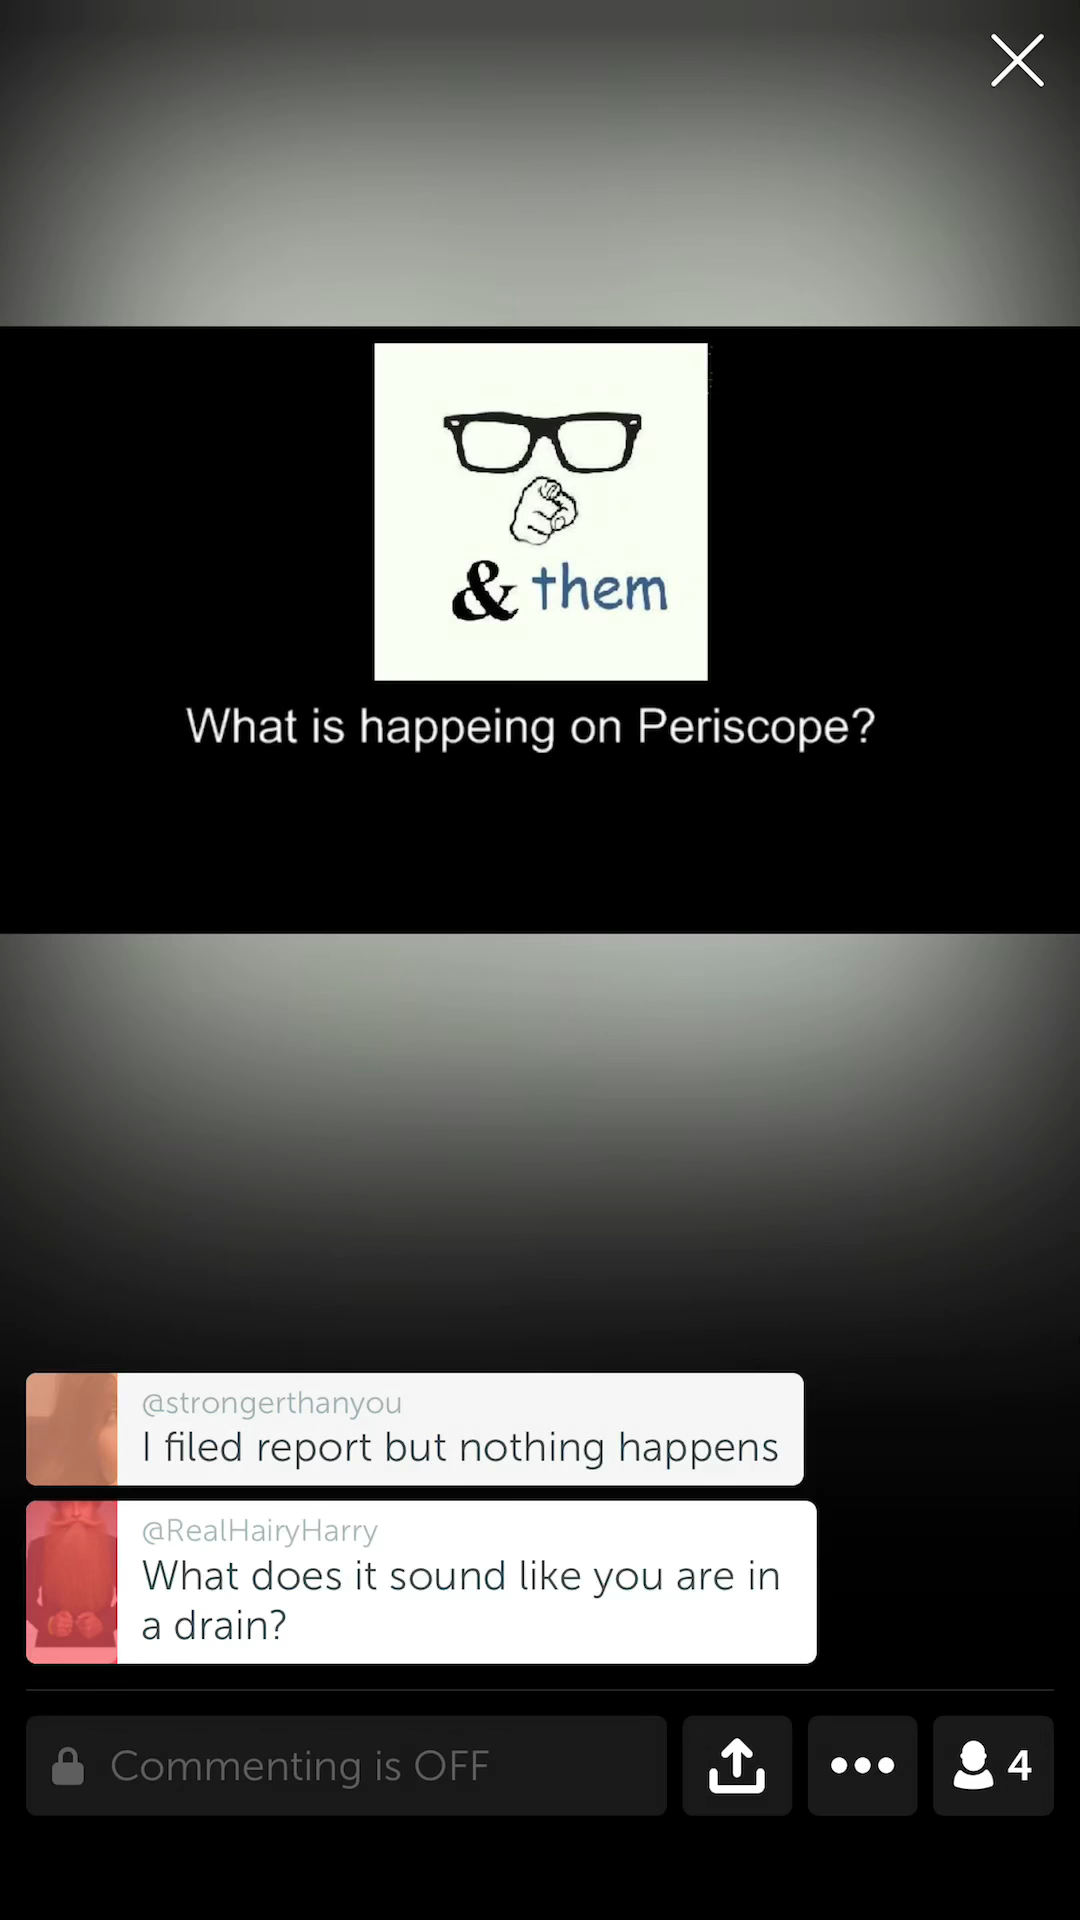 & them
What is happeing on Periscope?
@strongerthanyou
I filed report but nothing happens
@RealHairyHarry
What does it sound like you are in
a drain?
Commenting is OFF
4